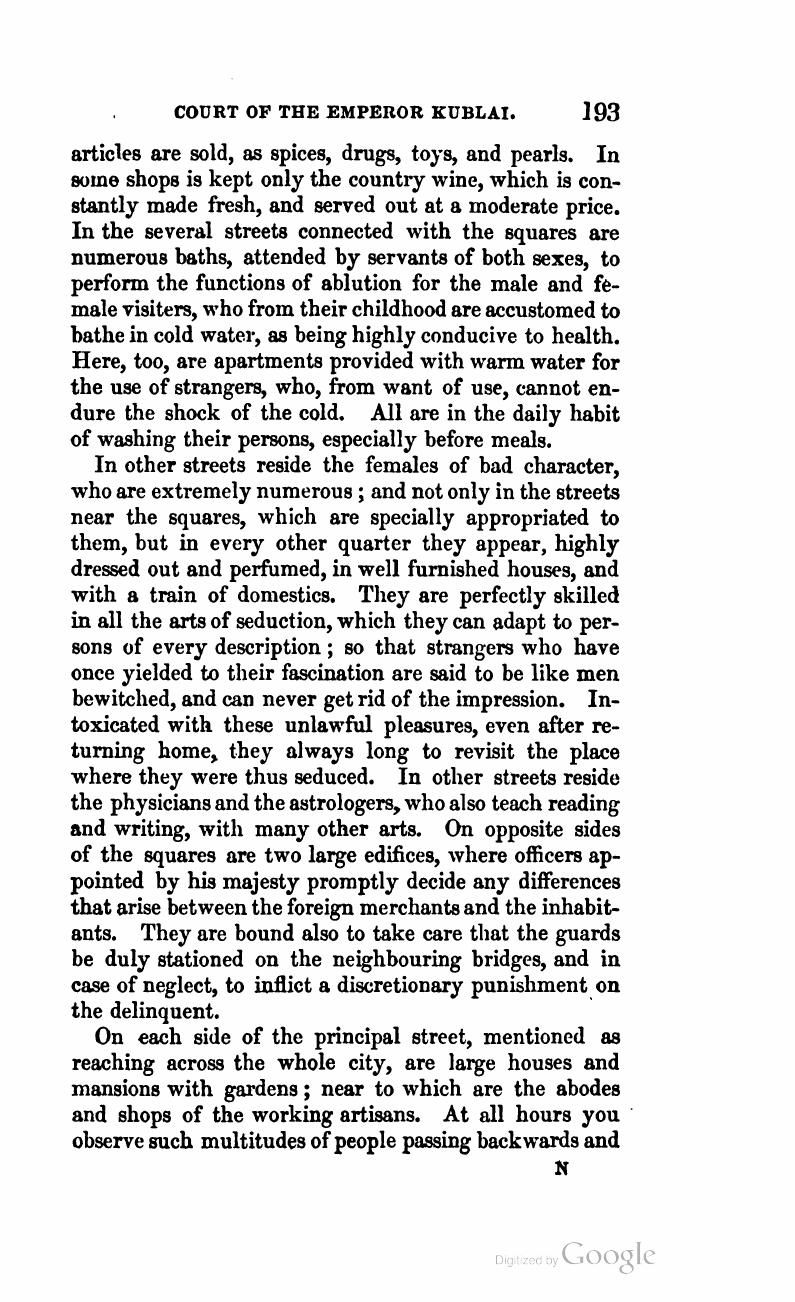 COURT OF THE EMPEROR KUBLAI. 193
articles are sold, as spices, drugs, toys, and pearls. In
some shops is kept only the country wine, which is con-
stantly made fresh, and served out at a moderate price.
In the several streets connected with the squares are
numerous baths, attended by servants of both sexes, to
perform the functions of ablution for the male and fe-
male visiters, who from their childhood are accustomed to
bathe in cold water, as being highly conducive to health.
Here, too, are apartments provided with warm water for
the use of strangers, who, from want of use, cannot en-
dure the shock of the cold. All are in the daily habit
of washing their persons, especially before meals.
In other streets reside the females of bad character,
who are extremely numerous ; and not only in the streets
near the squares, which are specially appropriated to
them, but in every other quarter they appear, highly
dressed out and perfumed, in well furnished houses, and
with a train of domestics. They are perfectly skilled
in all the arts of seduction, which they can adapt to per-
sons of every description ; so that strangers who have
once yielded to their fascination are said to be like men
bewitched, and can never get rid of the impression. In-
toxicated with these unlawful pleasures, even after re-
turning home, they always long to revisit the place
where they were thus seduced. In other streets reside
the physicians and the astrologers, who also teach reading
and writing, with many other arts. On opposite sides
of the squares are two large edifices, where officers ap-
pointed by his majesty promptly decide any differences
that arise between the foreign merchants and the inhabit-
ants. They are bound also to take care that the guards
be duly stationed on the neighbouring bridges, and in
case of neglect, to inflict a discretionary punishment on
the delinquent.
On each side of the principal street, mentioned as
reaching across the whole city, are large houses and
mansions with gardens ; near to which are the abodes
and shops of the working artisans. At all hours you
observe such multitudes of people passing backwards and
N
Digitized by Google